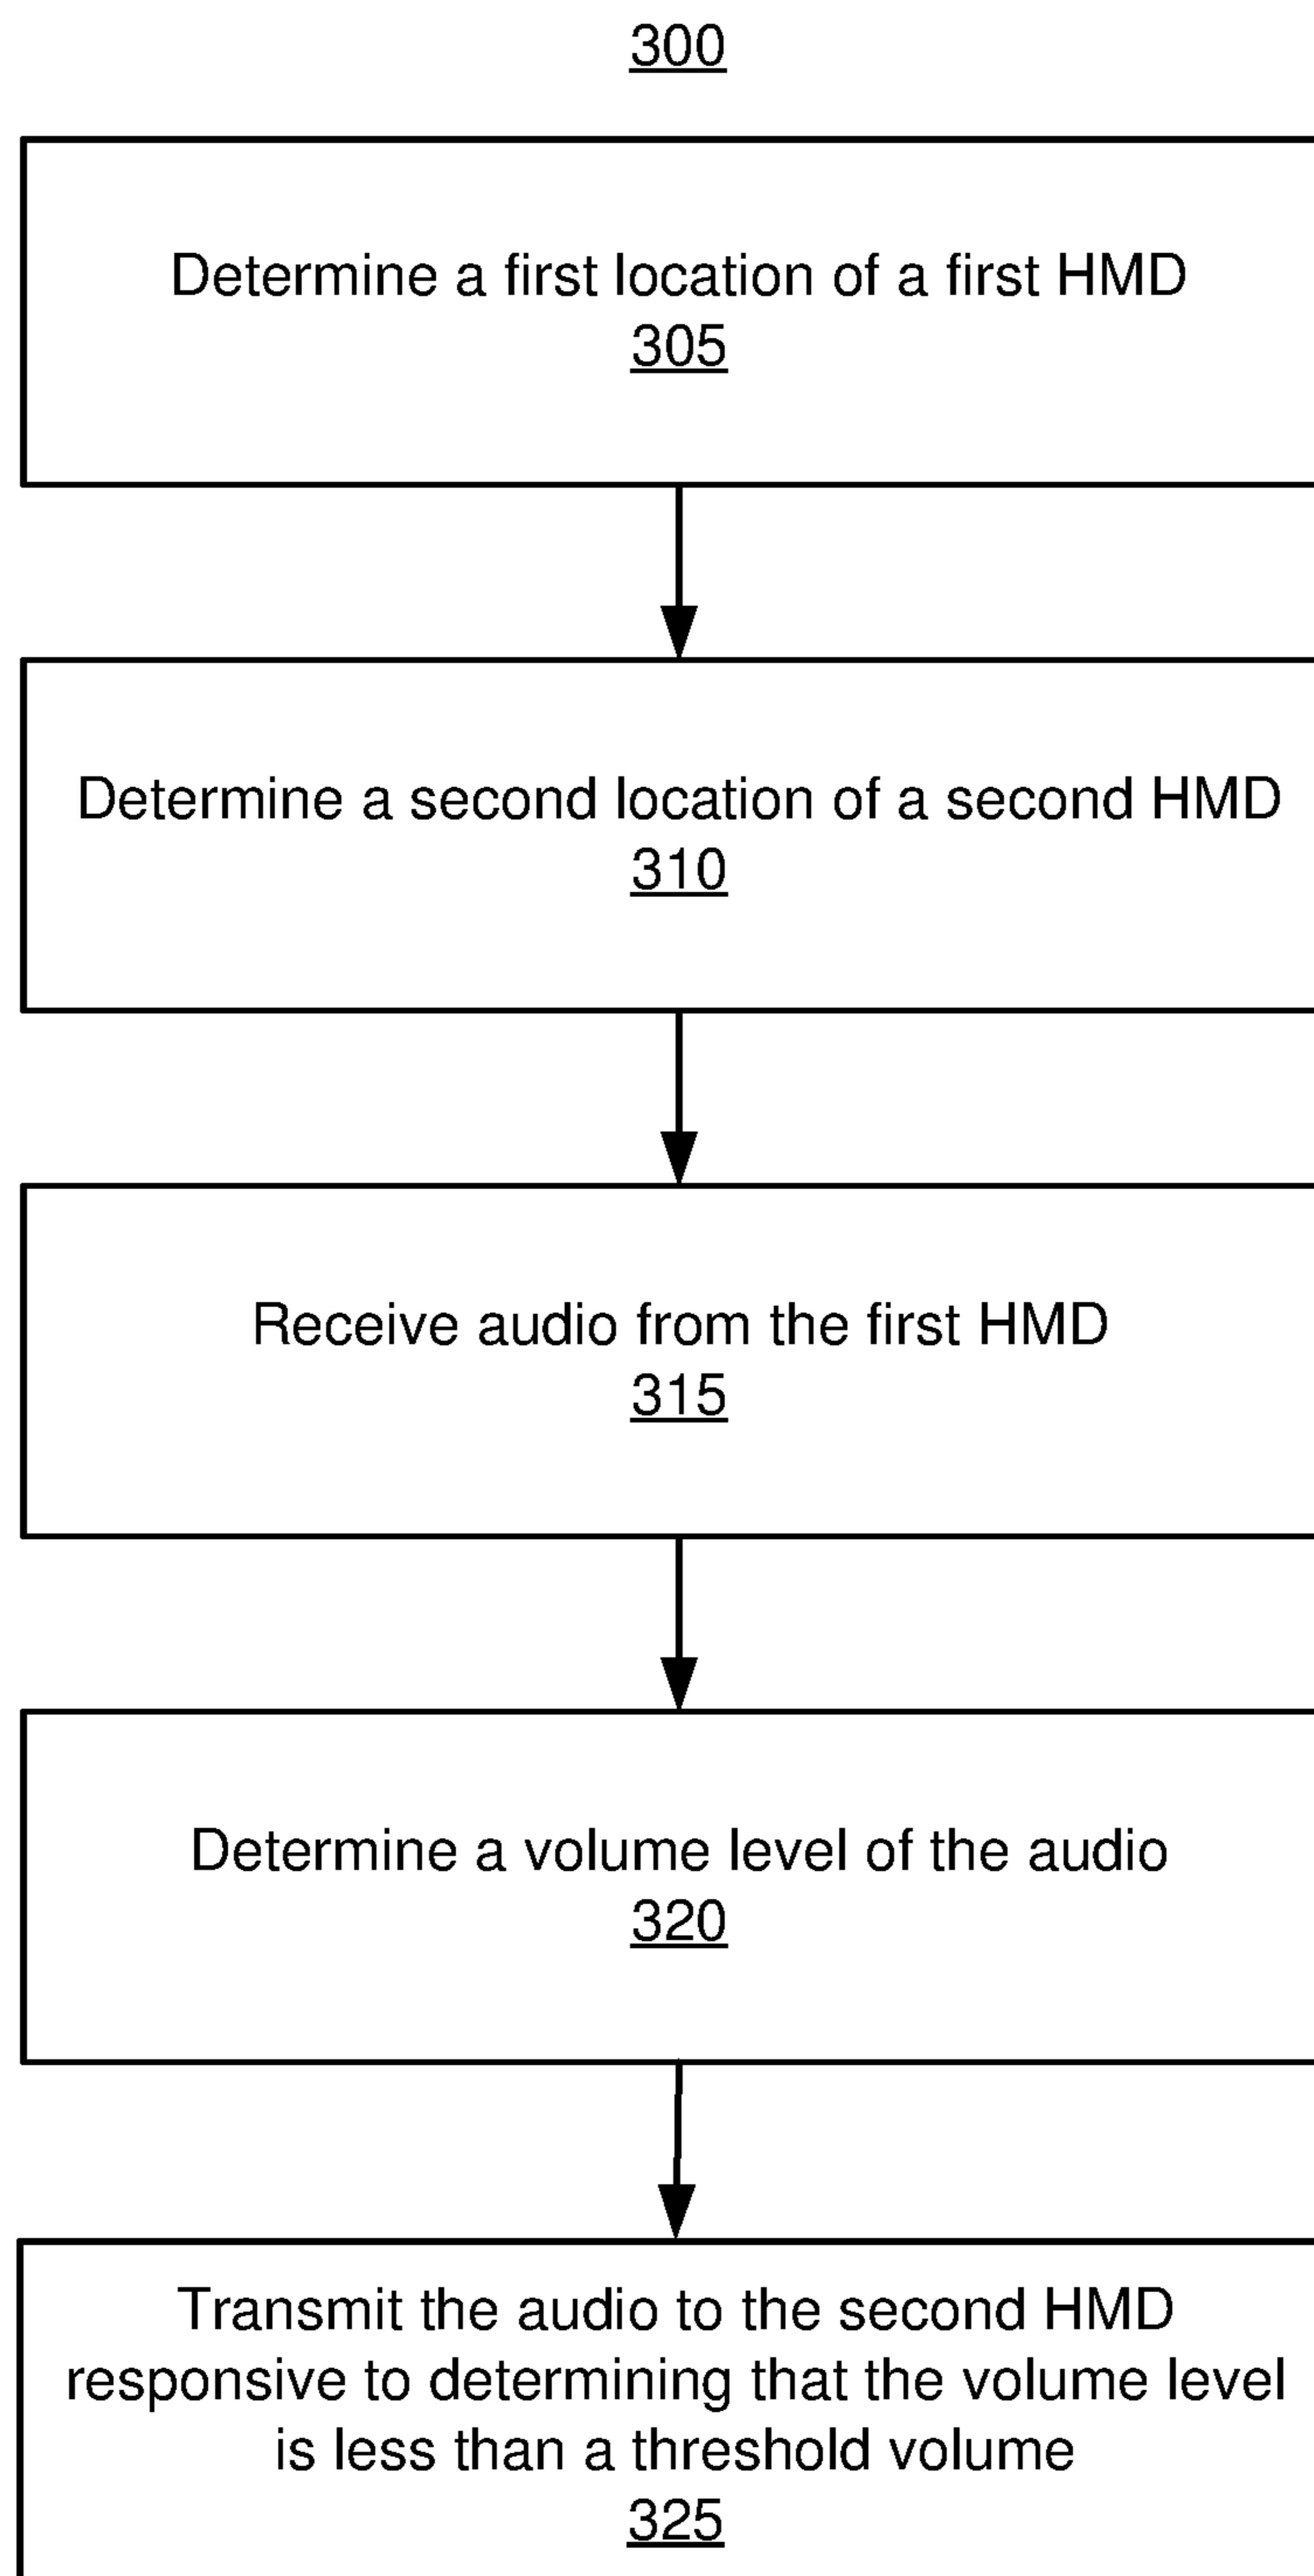 300
Determine a first location of a first HMD
305
Determine a second location of a second HMD
310
Receive audio from the first HMD
315
Determine a volume level of the audio
320
Transmit the audio to the second HMD
responsive to determining that the volume level
is less than a threshold volume
325